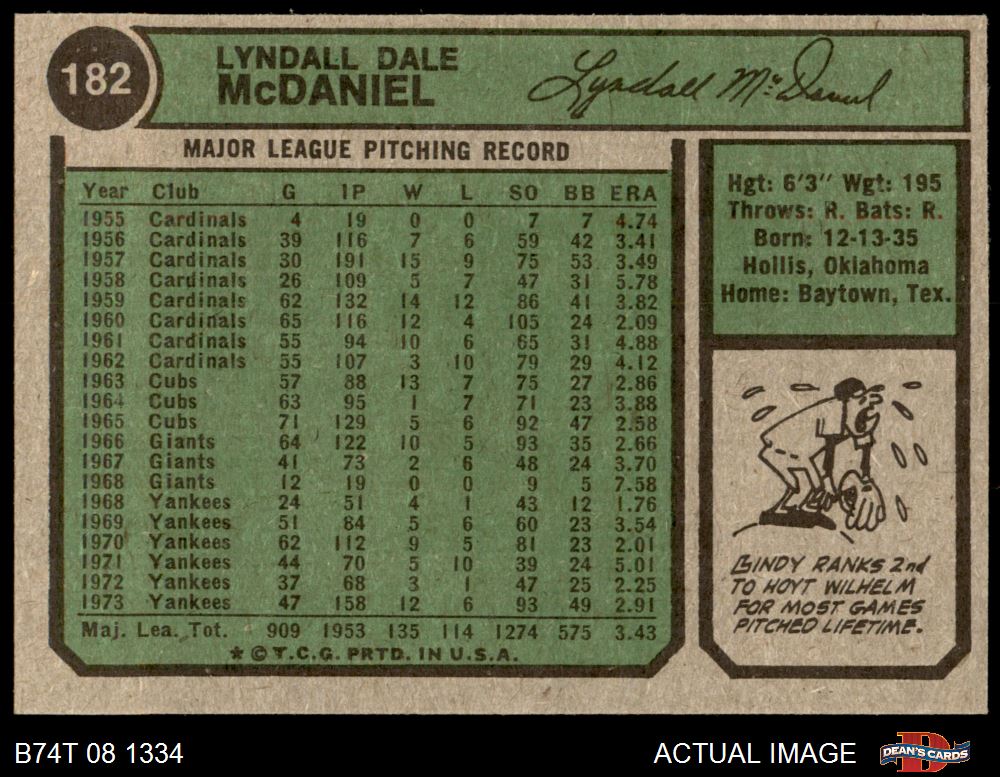 182
LYNDALL DALE
McDANIEL
Lyndall McDaniel
MAJOR LEAGUE PITCHING RECORD
Year Club G IP W L SO BB ERA
1955 Cardinals 4 19 0 0 7 7 4.74
1956 Cardinals 39 116 7 6 59 42 3.41
1957 Cardinals 30 191 15 9 75 53 3.49
1958 Cardinals 26 109 5 7 47 31 5.78
1959 Cardinals 62 132 14 12 86 41 3.82
1960 Cardinals 65 116 12 4 105 24 2.09
1961 Cardinals 55 94 10 6 65 31 4.88
1962 Cardinals 55 107 3 10 79 29 4.12
1963 Cubs 57 88 13 7 75 27 2.86
1964 Cubs 63 95 1 7 71 23 3.88
1965 Cubs 71 129 5 6 92 47 2.58
1966 Giants 64 122 10 5 93 35 2.66
1967 Giants 41 73 2 6 48 24 3.70
1968 Giants 12 19 0 0 9 5 7.58
1968 Yankees 24 51 4 1 43 12 1.76
1969 Yankees 51 84 5 6 60 23 3.54
1970 Yankees 62 112 9 5 81 23 2.01
1971 Yankees 44 70 5 10 39 24 5.01
1972 Yankees 37 68 3 1 47 25 2.25
1973 Yankees 47 158 12 6 93 49 2.91
Maj. Lea. Tot. 909 1953 135 114 1274 575 3.43
* © T.C.G. PRTD. IN U.S.A.
Hgt: 6'3" Wgt: 195
Throws: R. Bats: R.
Born: 12-13-35
Hollis, Oklahoma
Home: Baytown, Tex.
LINDY RANKS 2nd
TO HOYT WILHELM
FOR MOST GAMES
PITCHED LIFETIME.
B74T 08 1334
ACTUAL IMAGE
DEAN'S CARDS